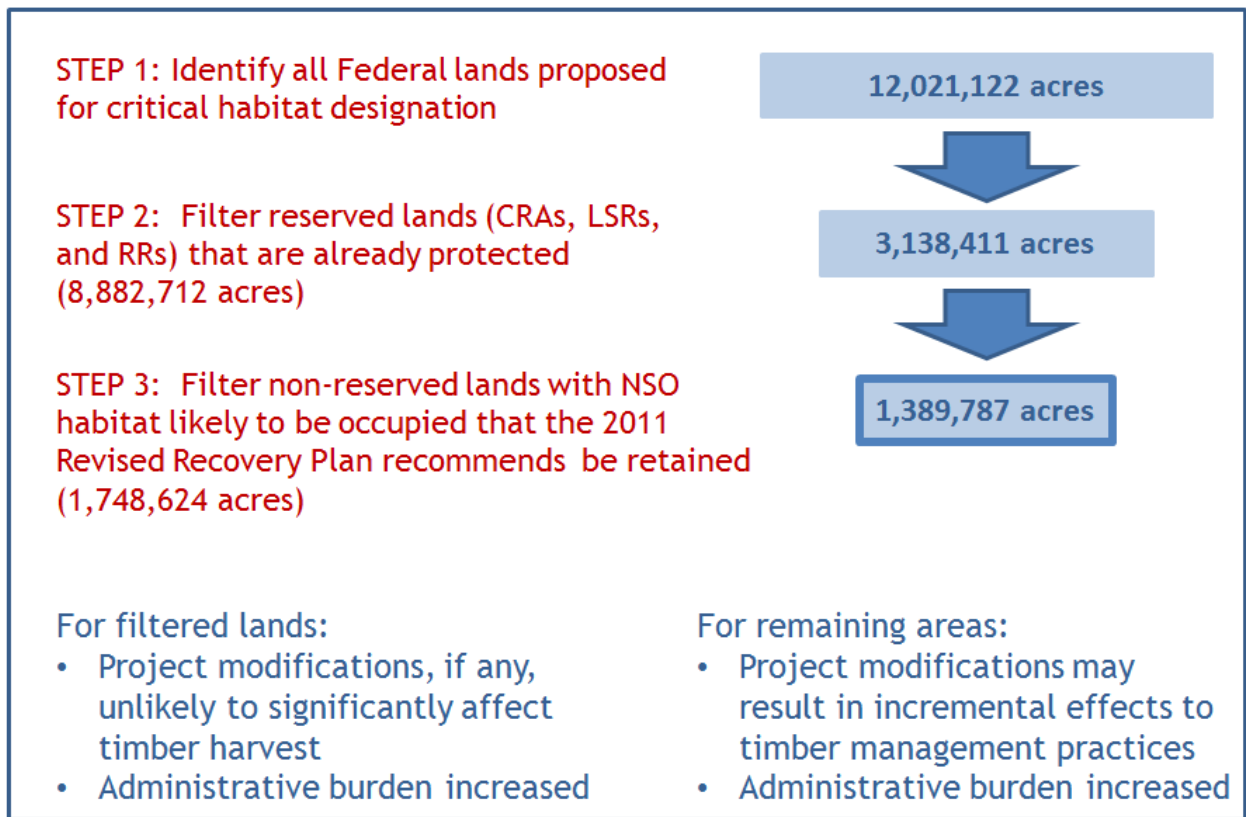 STEP 1: Identify all Federal lands proposed
for critical habitat designation
12,021,122 acres
STEP 2:  Filter reserved lands (CRAs, LSRs,
and RRs) that are already protected
(8,882,712 acres)
3,138,411 acres
STEP 3:  Filter non-reserved lands with NSO
habitat likely to be occupied that the 2011
Revised Recovery Plan recommends  be retained
(1,748,624 acres)
1,389,787 acres
For filtered lands:
• Project modifications, if any,
unlikely to significantly affect
timber harvest
• Administrative burden increased
For remaining areas:
• Project modifications may
result in incremental effects to
timber management practices
• Administrative burden increased